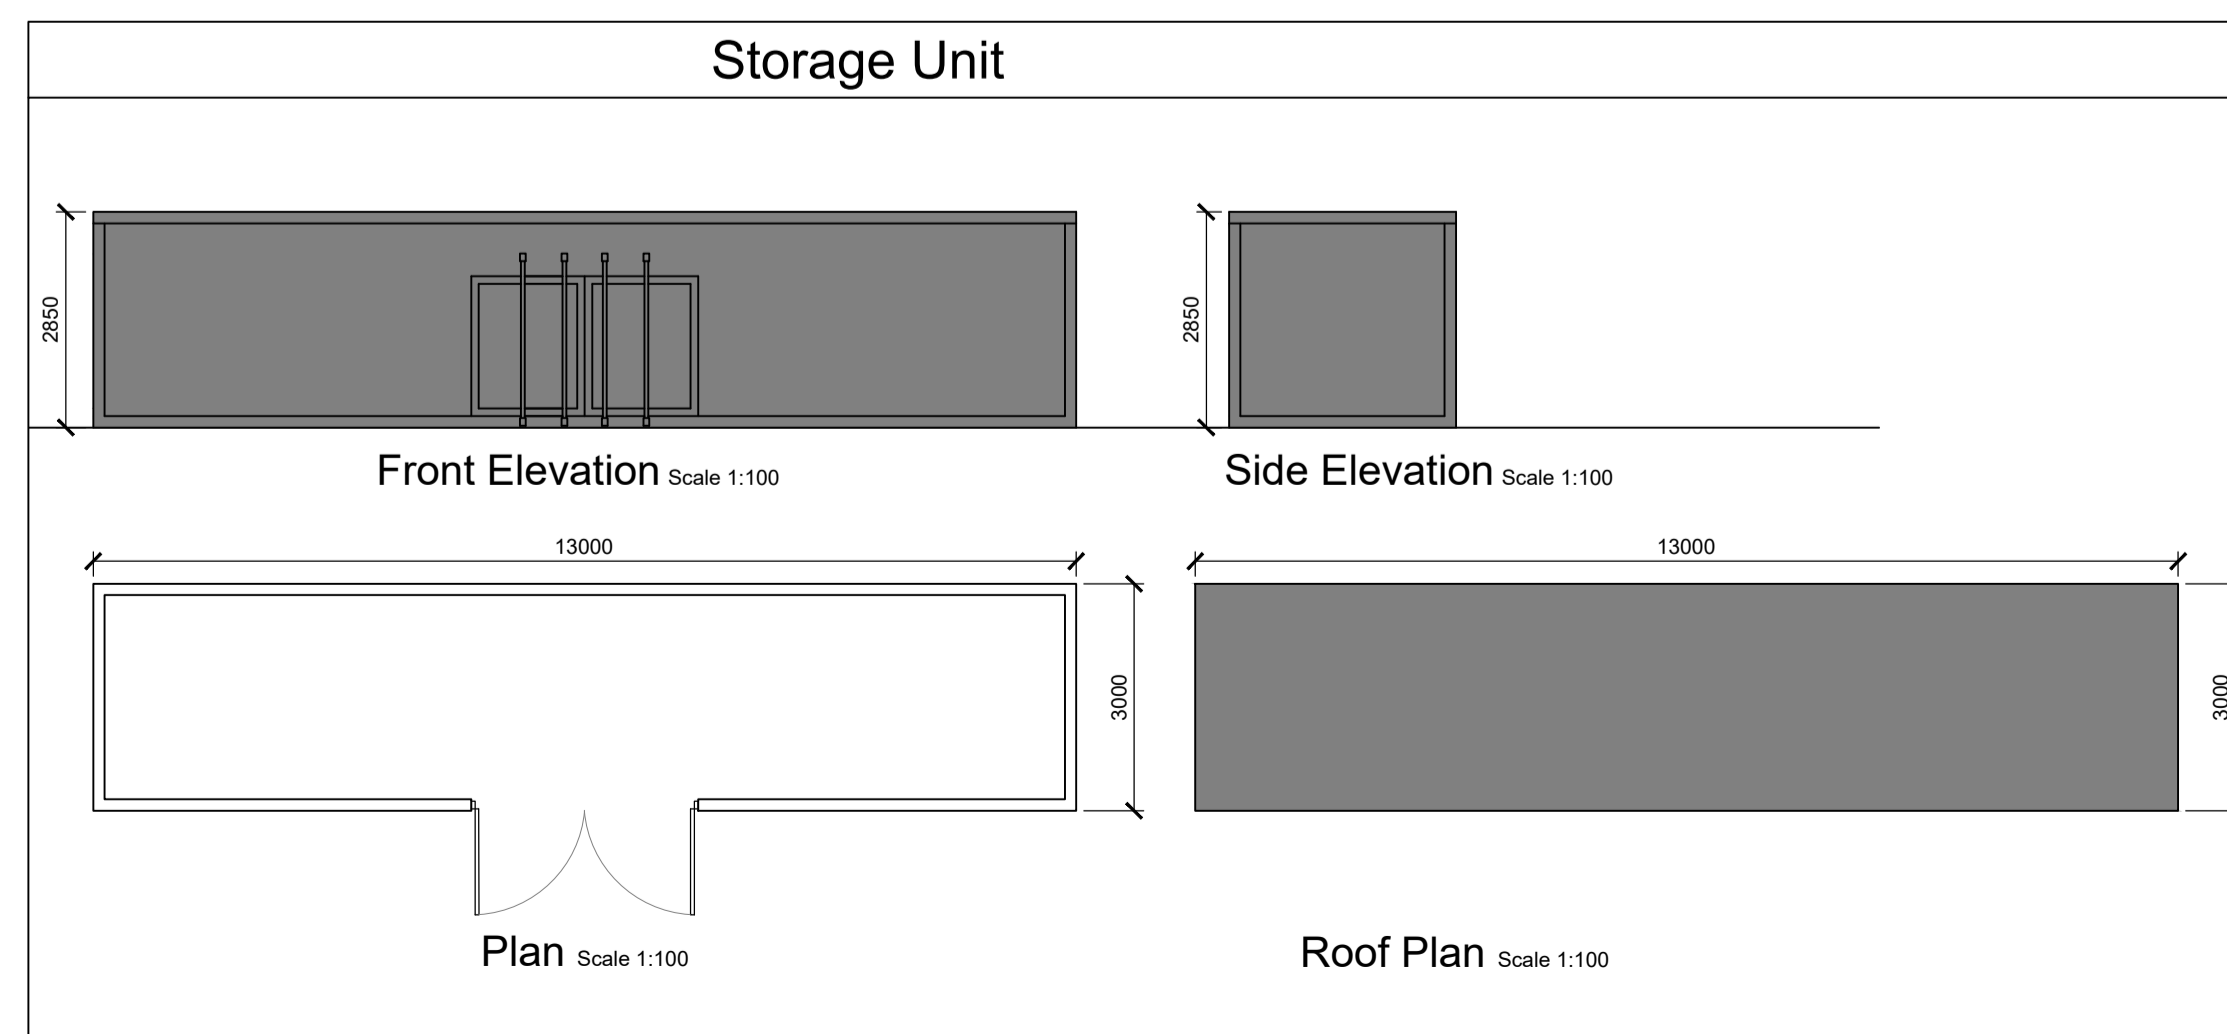 Storage Unit
2850
2850
Front Elevation Scale 1:100
Side Elevation Scale 1:100
13000
13000
3000
3000
Plan Scale 1:100
Roof Plan Scale 1:100